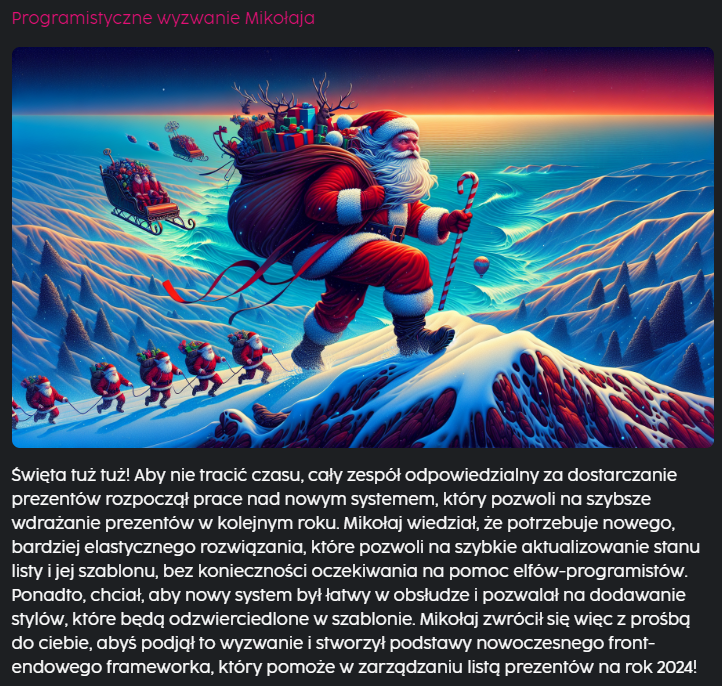 Programistyczne wyzwanie Mikołaja
Święta tuż tuż! Aby nie tracić czasu, cały zespół odpowiedzialny za dostarczanie
prezentów rozpoczął prace nad nowym systemem, który pozwoli na szybsze
wdrażanie prezentów w kolejnym roku. Mikołaj wiedział, że potrzebuje nowego,
bardziej elastycznego rozwiązania, które pozwoli na szybkie aktualizowanie stanu
listy i jej szablonu, bez konieczności oczekiwania na pomoc elfów-programistów.
Ponadto, chciał, aby nowy system był łatwy w obsłudze i pozwalał na dodawanie
stylów, które będą odzwierciedlone w szablonie. Mikołaj zwrócił się więc z prośbą
do ciebie, abyś podjął to wyzwanie i stworzył podstawy nowoczesnego front-
endowego frameworka, który pomoże w zarządzaniu listą prezentów na rok 2024!